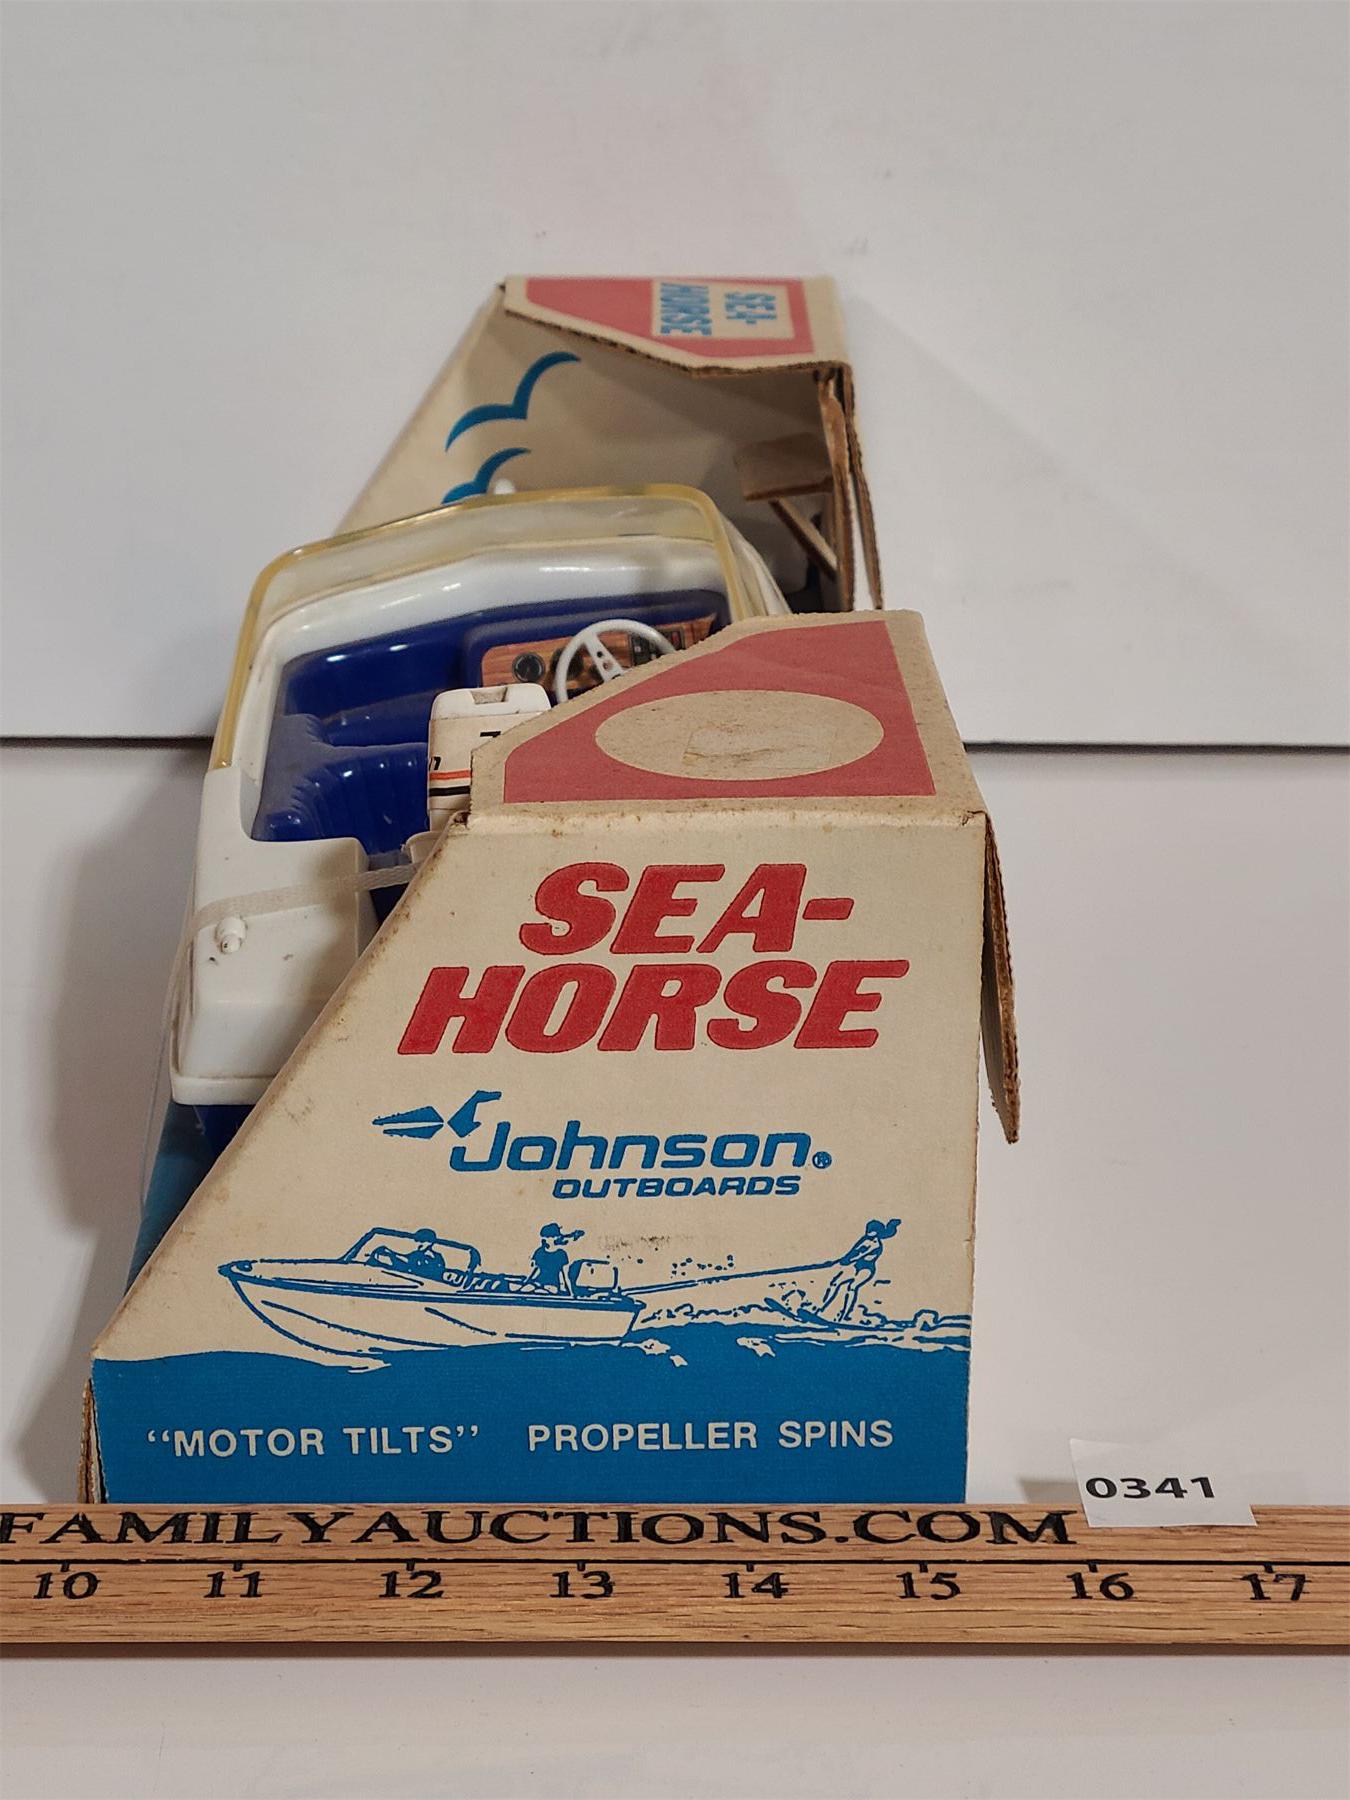 SEA-
HORSE
SEA-
HORSE
Johnson®
OUTBOARDS
"MOTOR TILTS" PROPELLER SPINS
0341
FAMILYAUCTIONS.COM
10 11 12 13 14 15 16 17